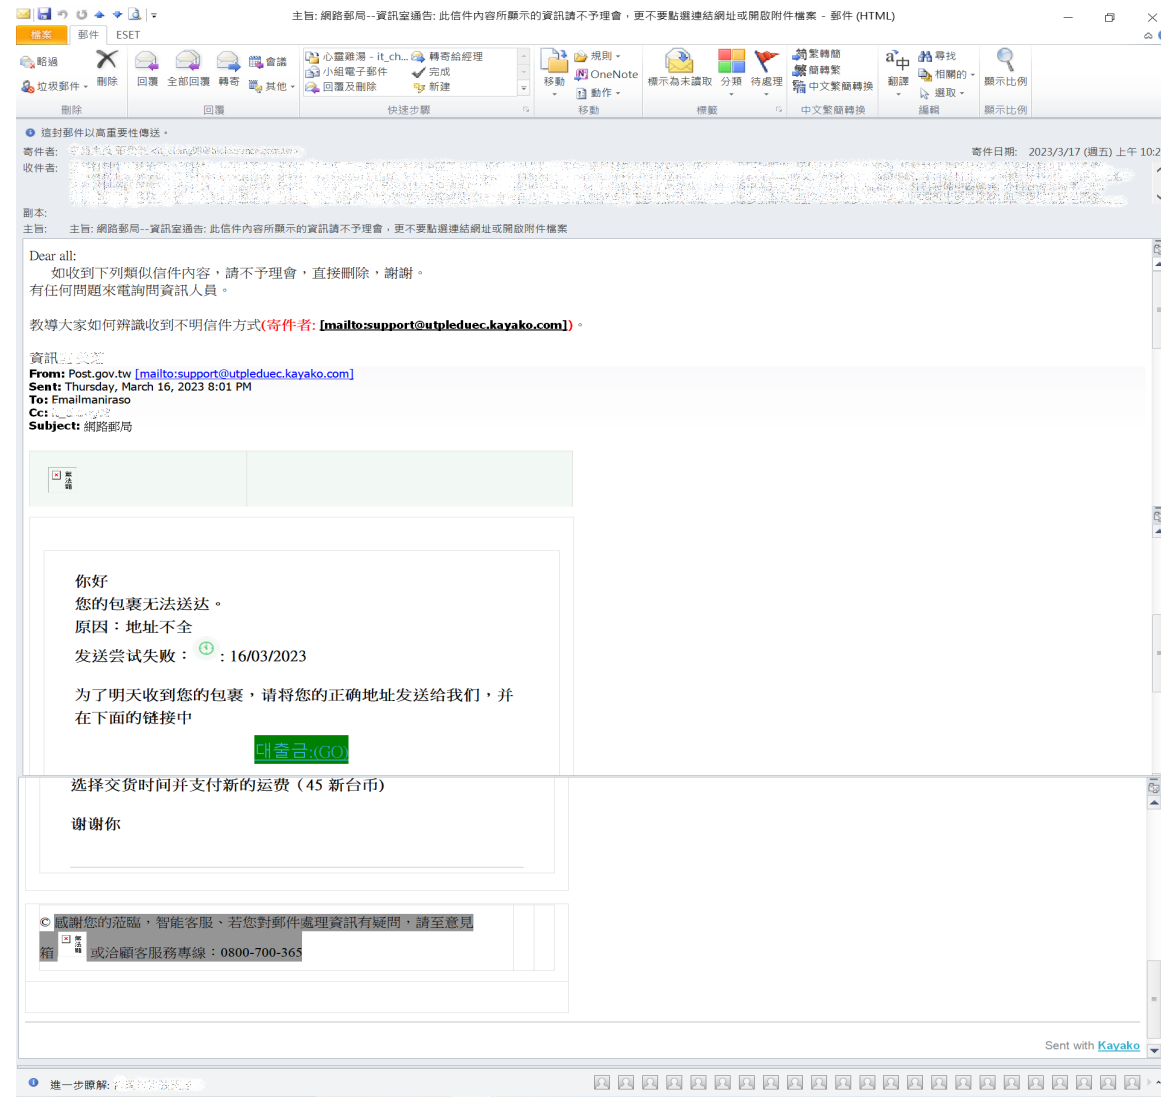 主旨: 網路郵局--資訊室通告: 此信件內容所顯示的資訊請不予理會，更不要點選連結網址或開啟附件檔案 - 郵件 (HTML)
檔案 郵件 ESET
略過
垃圾郵件
刪除
回覆 全部回覆 轉寄
會議
其他
心靈雞湯 - it_ch... 轉寄給經理
小組電子郵件 完成
回覆及刪除 新建
移動
規則
OneNote
動作
標示為未讀取 分類 待處理
繁轉簡
簡轉繁
中文繁簡轉換
翻譯
尋找
相關的
選取
顯示比例
刪除 回覆 快速步驟 移動 標籤 中文繁簡轉換 編輯 顯示比例
這封郵件以高重要性傳送。
寄件者:
寄件日期: 2023/3/17 (週五) 上午 10:2
收件者:
副本:
主旨: 主旨: 網路郵局--資訊室通告: 此信件內容所顯示的資訊請不予理會，更不要點選連結網址或開啟附件檔案
Dear all:
如收到下列類似信件內容，請不予理會，直接刪除，謝謝。
有任何問題來電詢問資訊人員。
教導大家如何辨識收到不明信件方式(寄件者: [mailto:support@utpleduec.kayako.com])。
資訊
From: Post.gov.tw [mailto:support@utpleduec.kayako.com]
Sent: Thursday, March 16, 2023 8:01 PM
To: Emailmaniraso
Cc:
Subject: 網路郵局
你好
您的包裹无法送达。
原因：地址不全
发送尝试失败： : 16/03/2023
为了明天收到您的包裹，请将您的正确地址发送给我们，并
在下面的链接中
대출금:(GO)
选择交货时间并支付新的运费（45 新台币)
谢谢你
© 感謝您的蒞臨，智能客服、若您對郵件處理資訊有疑問，請至意見
箱 或洽顧客服務專線：0800-700-365
Sent with Kayako
進一步瞭解: